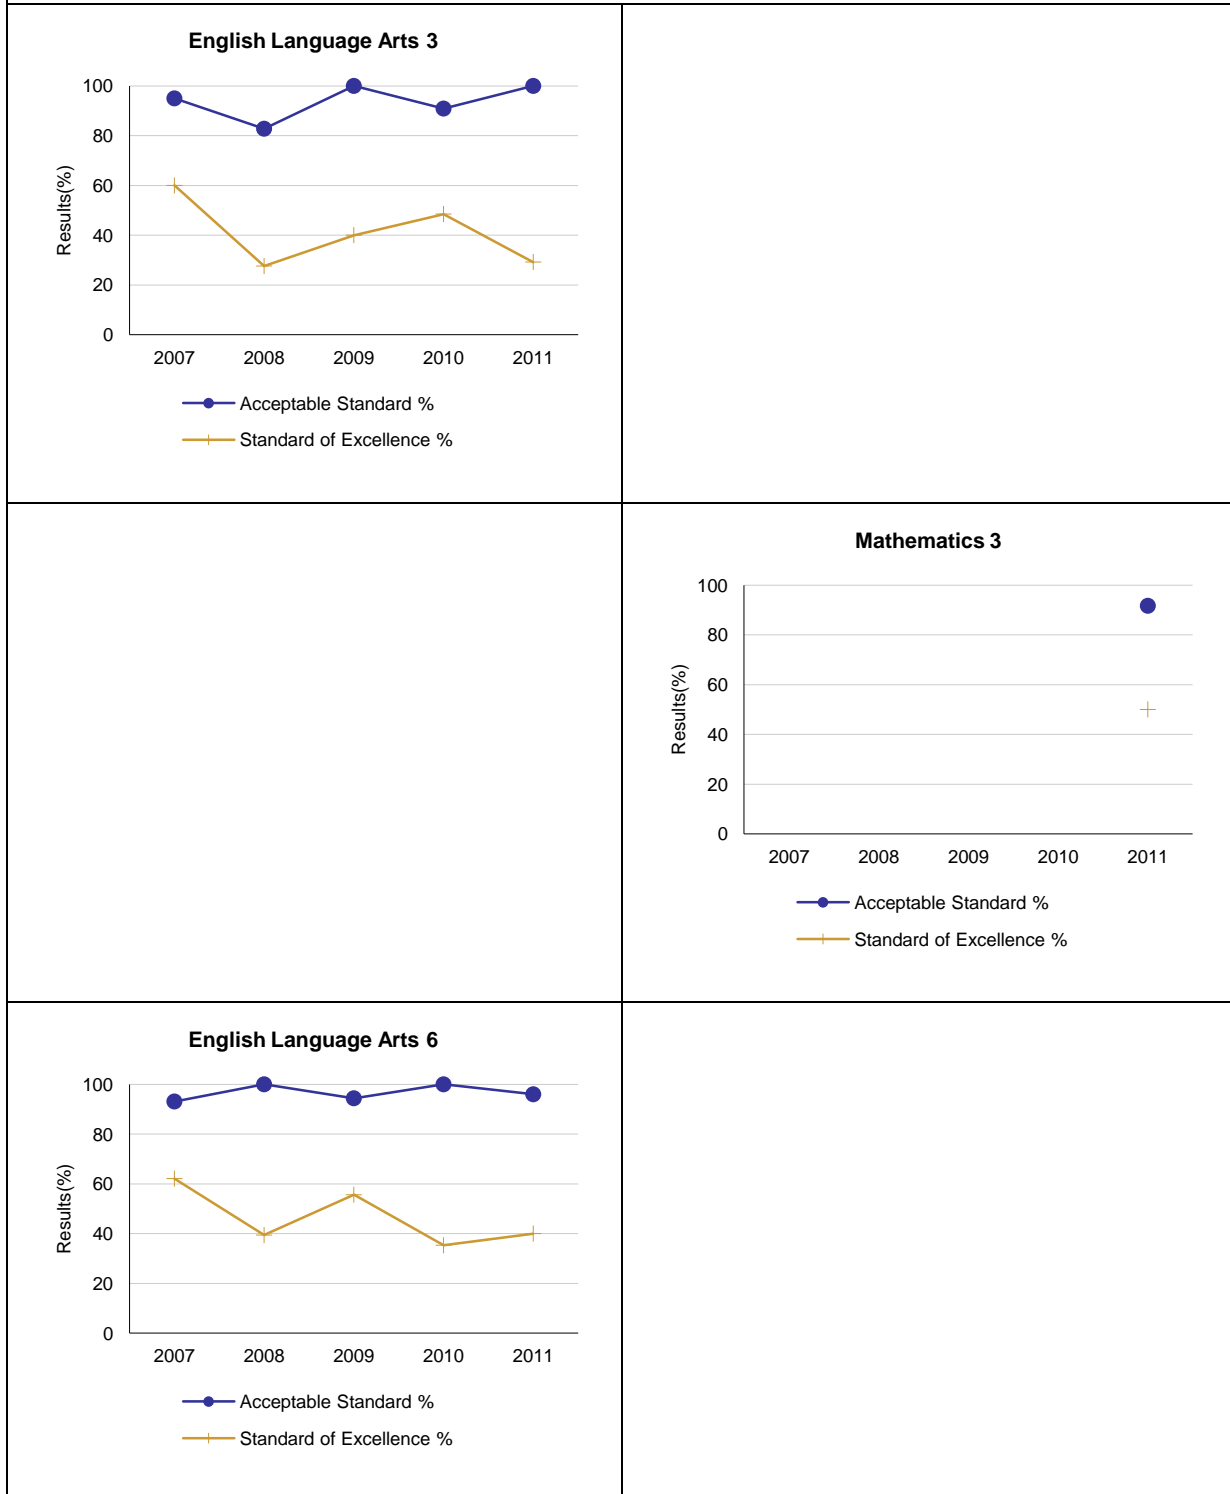 English Language Arts 3
100
80
60
40
20
0
Results(%)
2007 2008 2009 2010 2011
Acceptable Standard %
Standard of Excellence %
Mathematics 3
100
80
60
40
20
0
Results(%)
2007 2008 2009 2010 2011
Acceptable Standard %
Standard of Excellence %
English Language Arts 6
100
80
60
40
20
0
Results(%)
2007 2008 2009 2010 2011
Acceptable Standard %
Standard of Excellence %